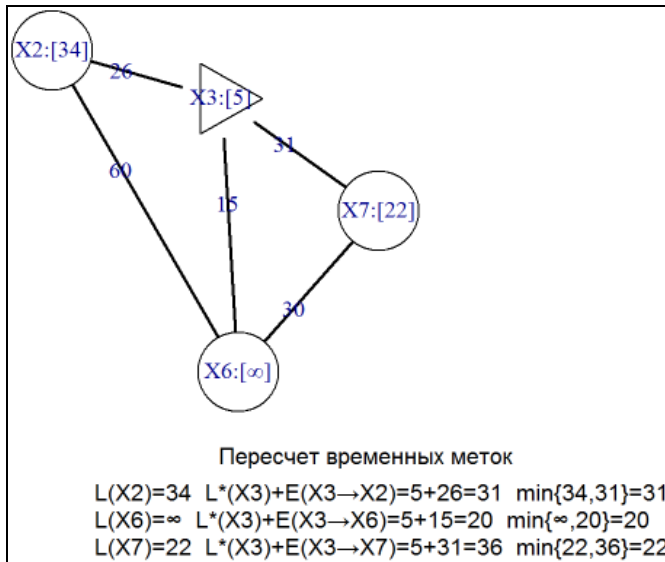 X2:[34]
26
X3:[5]
31
60
15
X7:[22]
30
X6:[∞]
Пересчет временных меток
L(X2)=34 L*(X3)+E(X3→X2)=5+26=31 min{34,31}=31
L(X6)=∞ L*(X3)+E(X3→X6)=5+15=20 min{∞,20}=20
L(X7)=22 L*(X3)+E(X3→X7)=5+31=36 min{22,36}=22